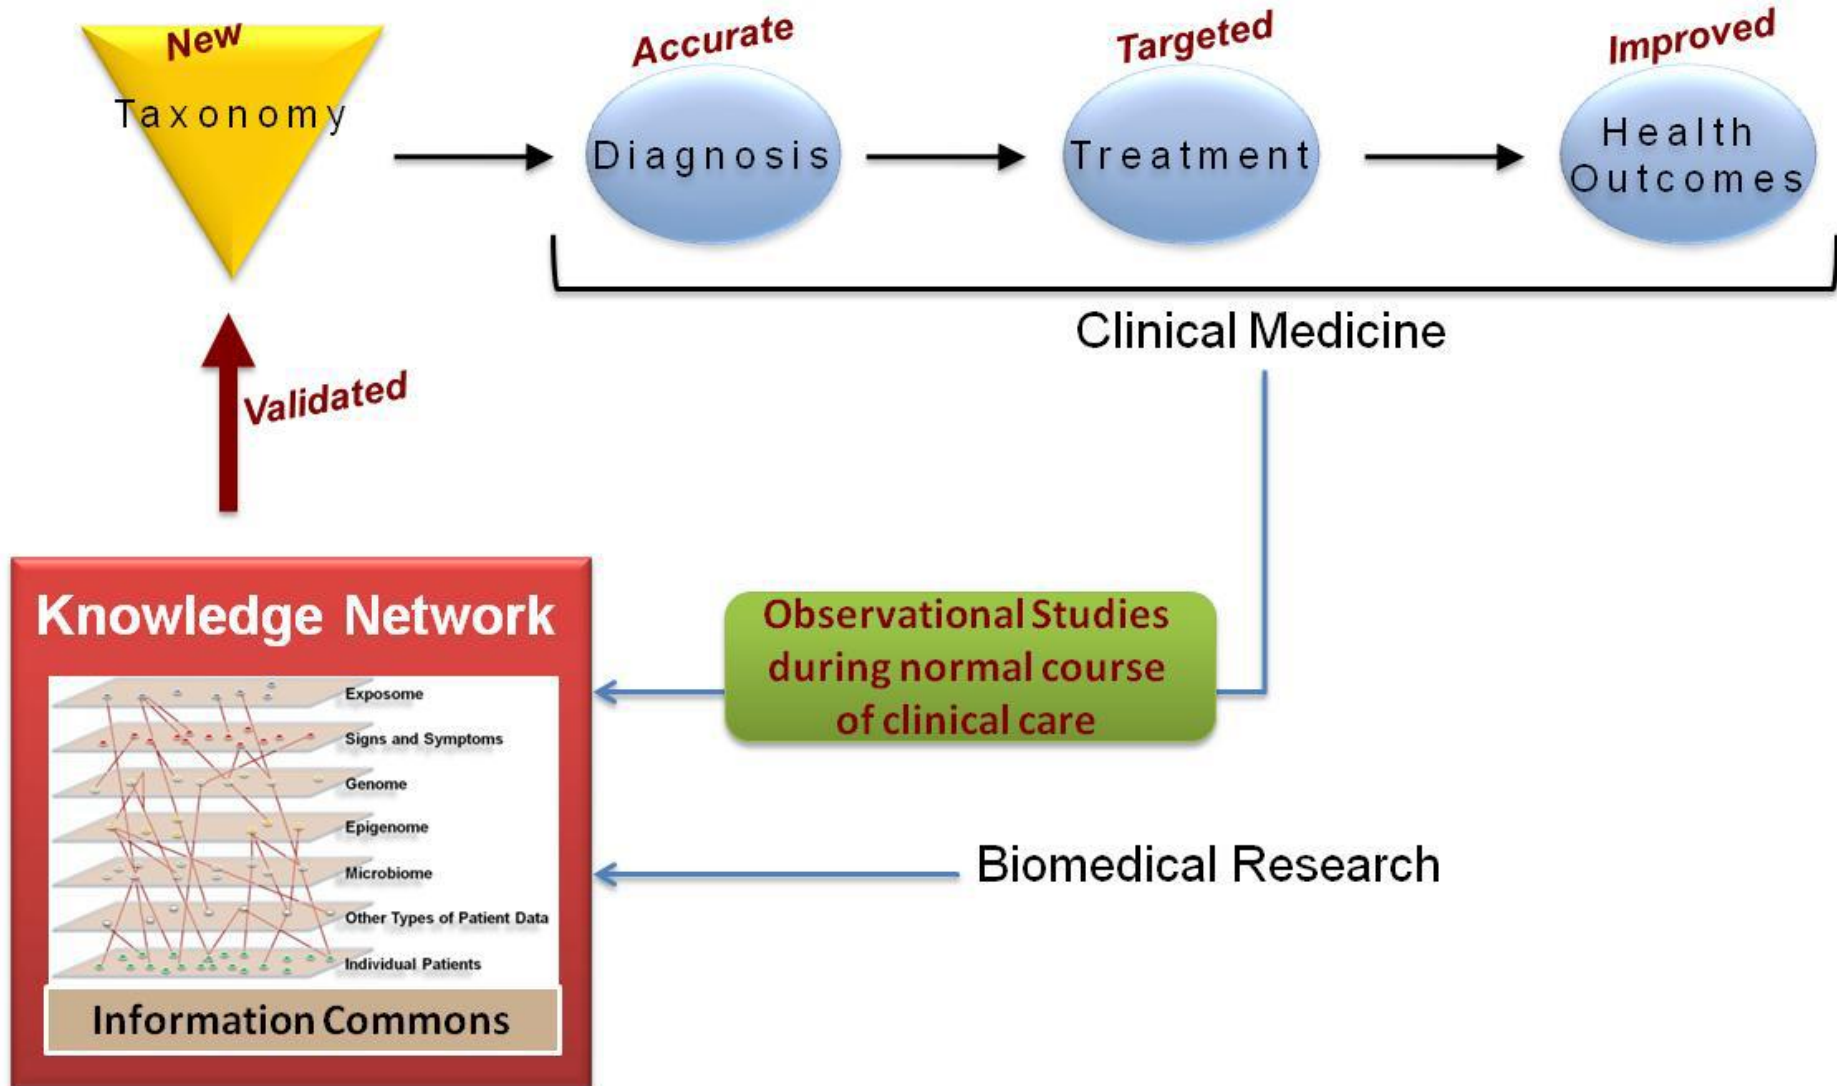 New
Taxonomy
Accurate
Diagnosis
Targeted
Treatment
Improved
Health
Outcomes
Clinical Medicine
Validated
Knowledge Network
Exposome
Signs and Symptoms
Genome
Epigenome
Microbiome
Other Types of Patient Data
Individual Patients
Information Commons
Observational Studies
during normal course
of clinical care
Biomedical Research